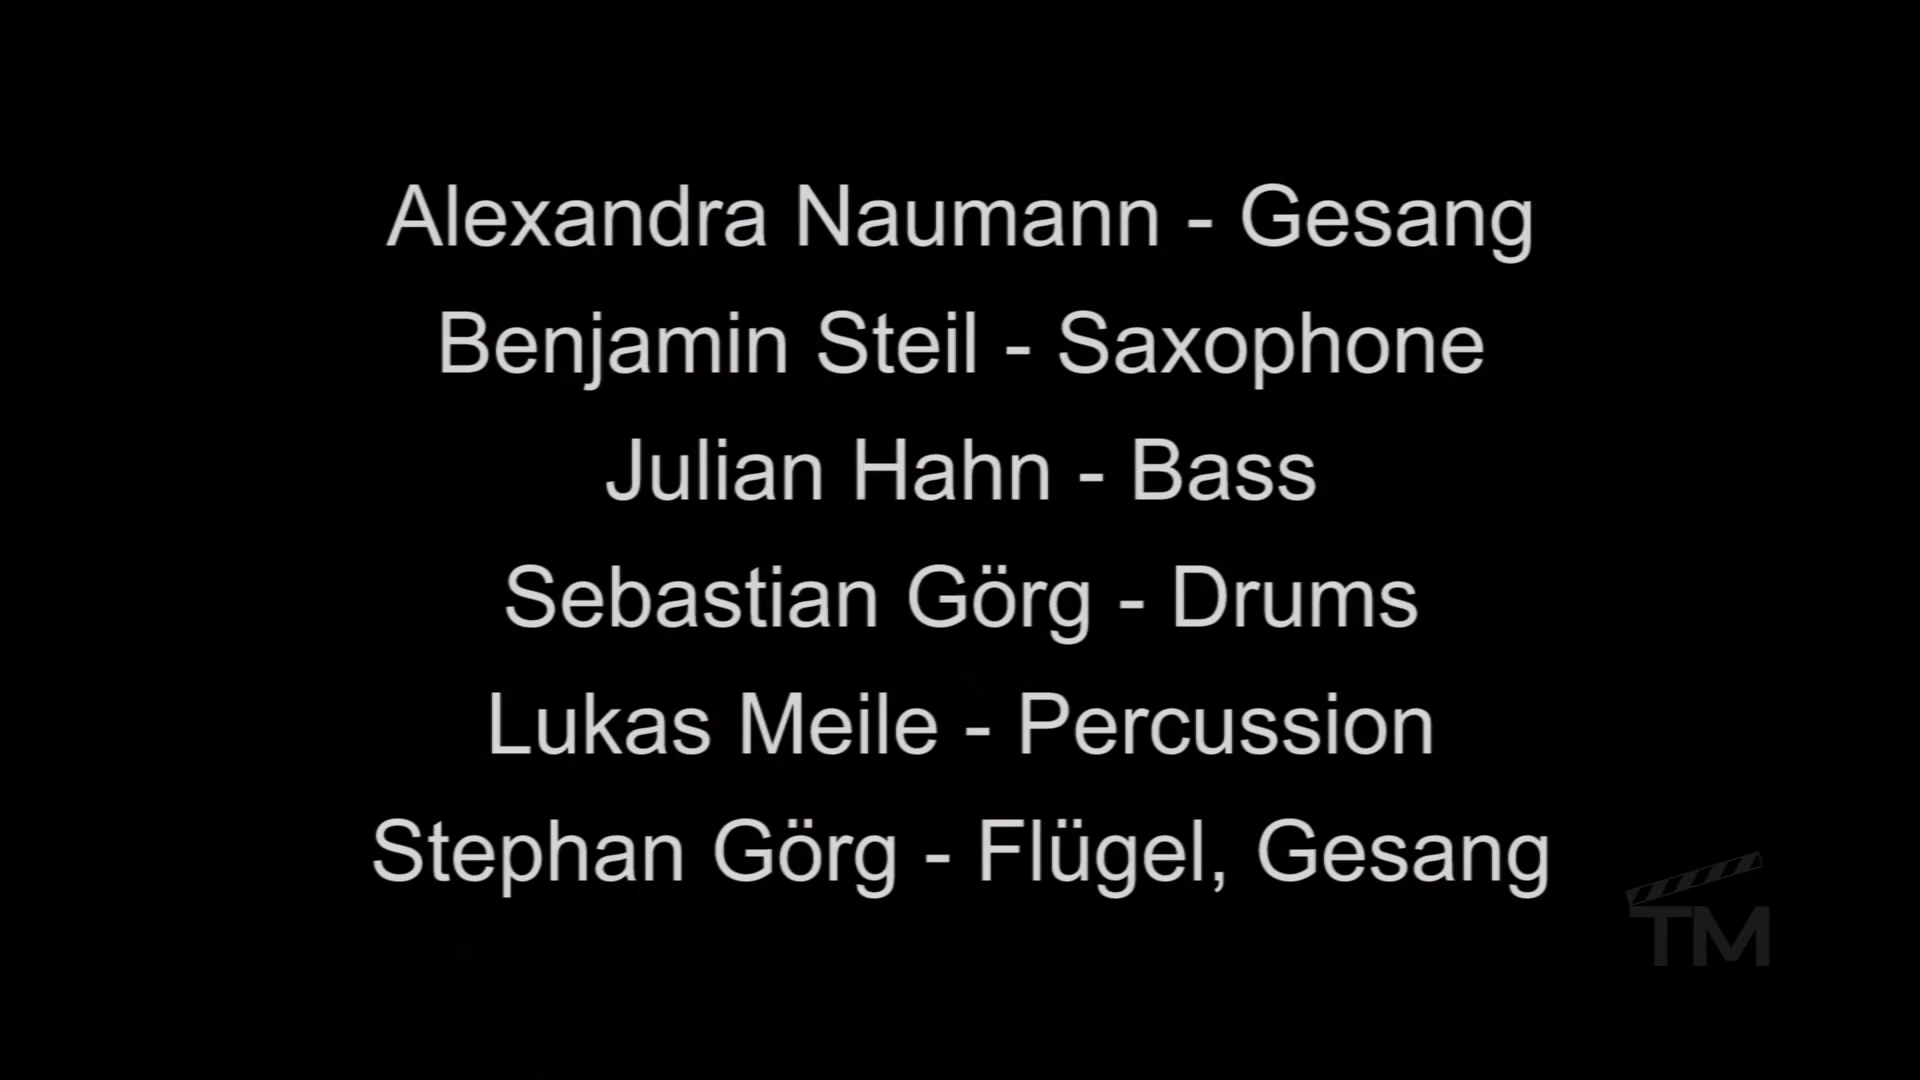 Alexandra Naumann - Gesang
Benjamin Steil - Saxophone
Julian Hahn - Bass
Sebastian Görg - Drums
Lukas Meile - Percussion
Stephan Görg - Flügel, Gesang
TM